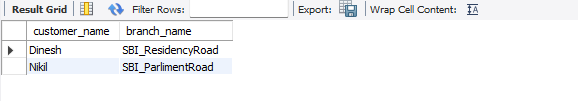 Result Grid Filter Rows: Export: Wrap Cell Content:
customer_name branch_name
Dinesh SBI_ResidencyRoad
Nikil SBI_ParlimentRoad